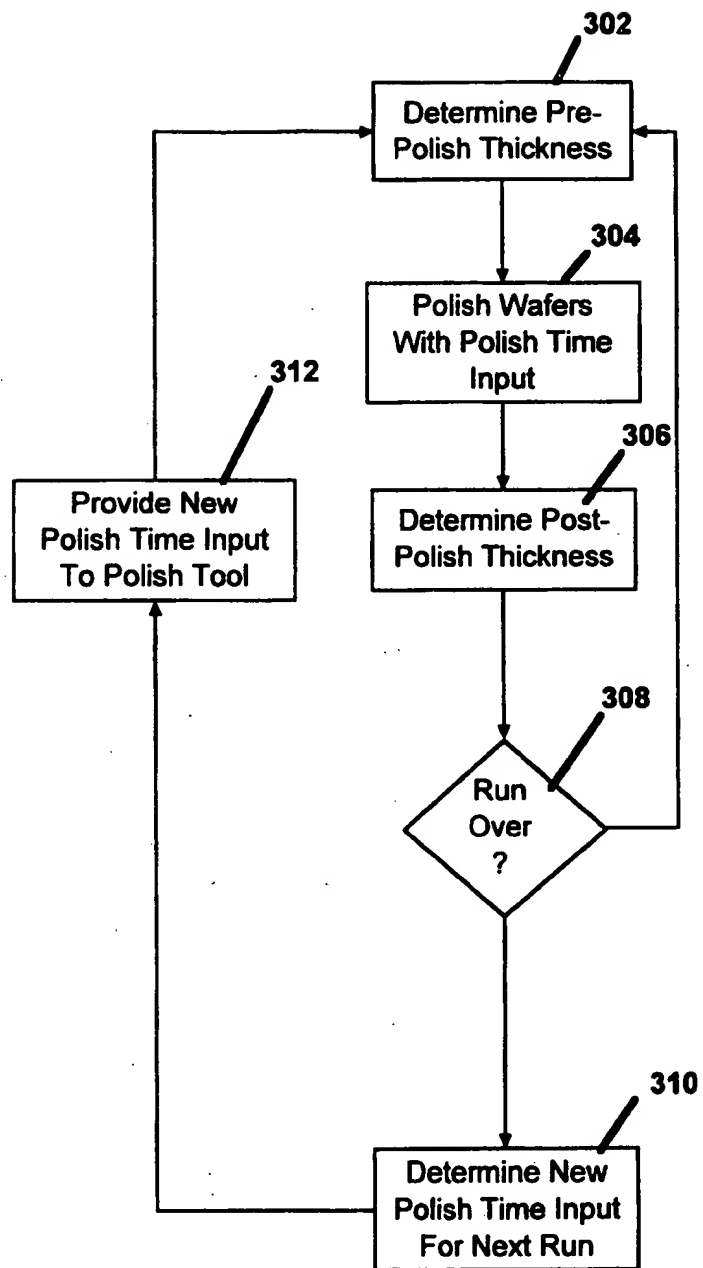 302
Determine Pre-
Polish Thickness
304
Polish Wafers
With Polish Time
Input
312
306
Provide New
Polish Time Input
To Polish Tool
Determine Post-
Polish Thickness
308
Run
Over
?
310
Determine New
Polish Time Input
For Next Run